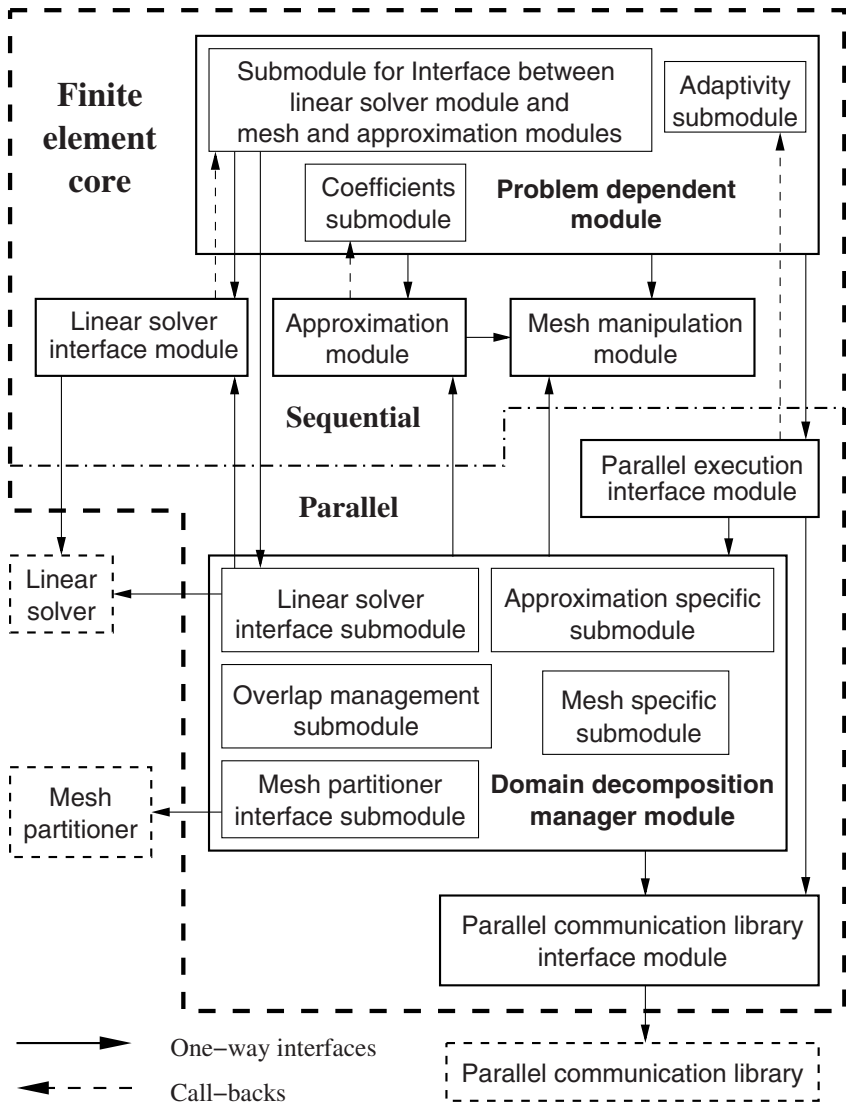 Finite
element
core
Submodule for Interface between
linear solver module and
mesh and approximation modules
Adaptivity
submodule
Coefficients
submodule
Problem dependent
module
Linear solver
interface module
Approximation
module
Mesh manipulation
module
Sequential
Parallel
Parallel execution
interface module
Linear
solver
Linear solver
interface submodule
Approximation specific
submodule
Overlap management
submodule
Mesh specific
submodule
Mesh
partitioner
Mesh partitioner
interface submodule
Domain decomposition
manager module
Parallel communication library
interface module
One−way interfaces
Call−backs
Parallel communication library